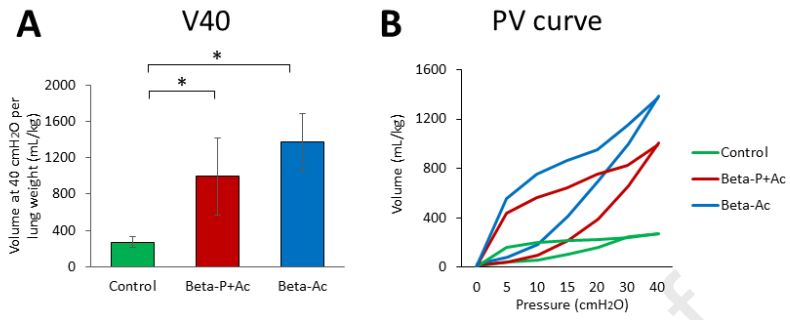 A
V40
*
*
Volume at 40 cmH2O per
lung weight (mL/kg)
2000
1600
1200
800
400
0
Control
Beta-P+Ac
Beta-Ac
B
PV curve
Volume (mL/kg)
1600
1200
800
400
0
0 5 10 15 20 30 40
Pressure (cmH2O)
Control
Beta-P+Ac
Beta-Ac
f